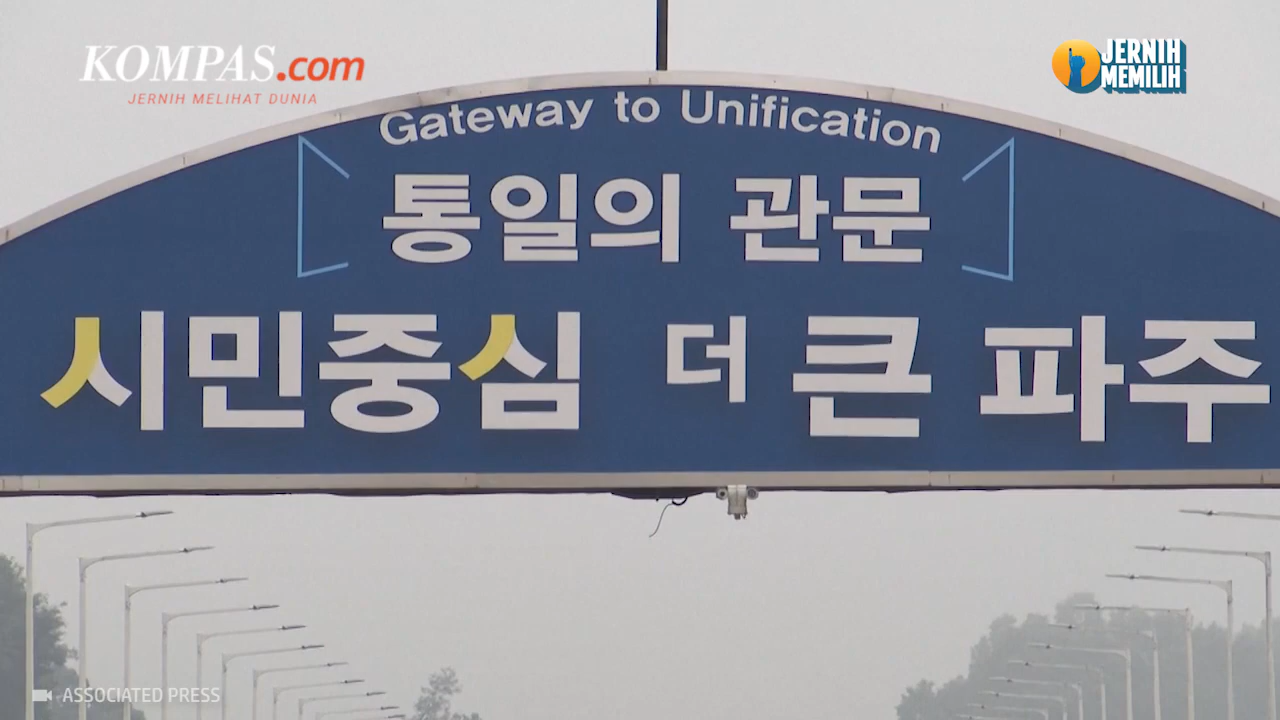 KOMPAS.com
JERNIH MELIHAT DUNIA
JERNIH
MEMILIH
Gateway to Unification
통일의 관문
시민중심 더 큰 파주
ASSOCIATED PRESS